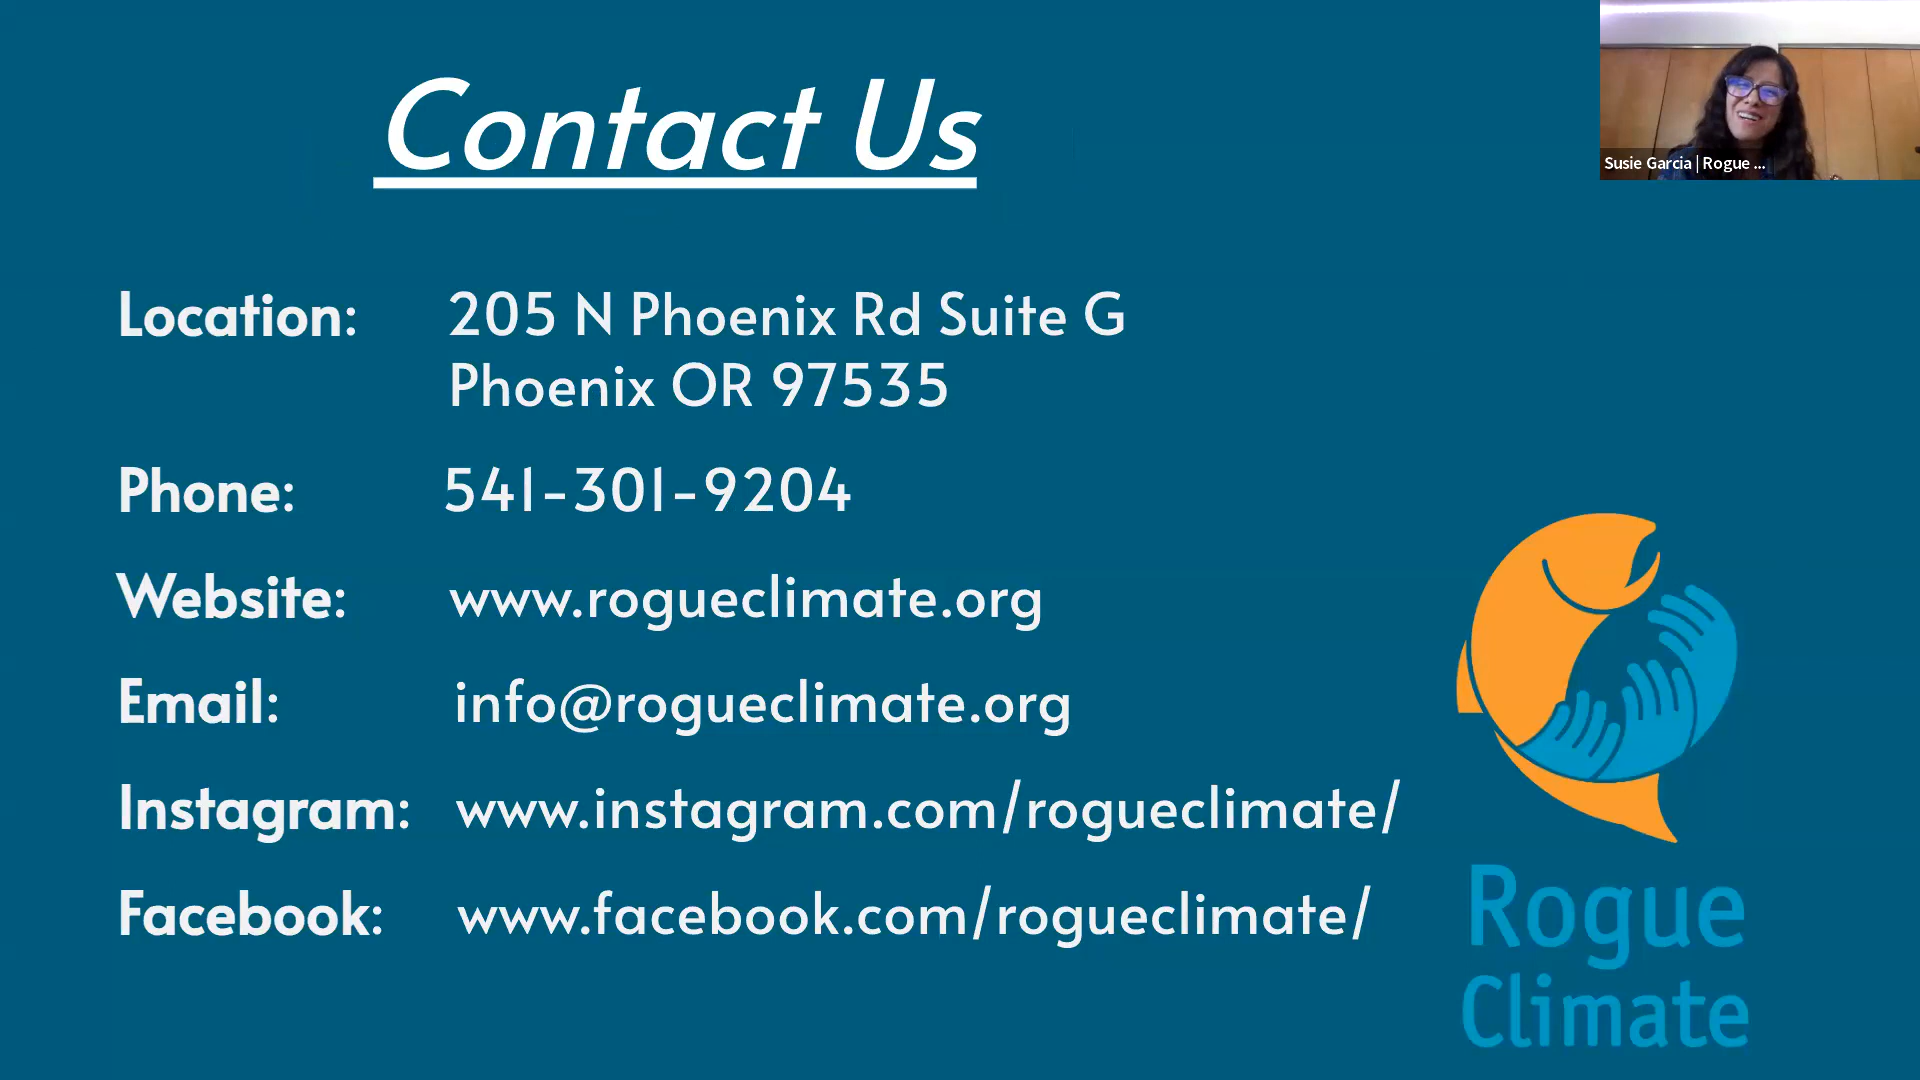 Contact Us
Susie Garcia | Rogue ...
Location: 205 N Phoenix Rd Suite G
Phoenix OR 97535
Phone: 541-301-9204
Website: www.rogueclimate.org
Email: info@rogueclimate.org
Instagram: www.instagram.com/rogueclimate/
Facebook: www.facebook.com/rogueclimate/
Rogue
Climate